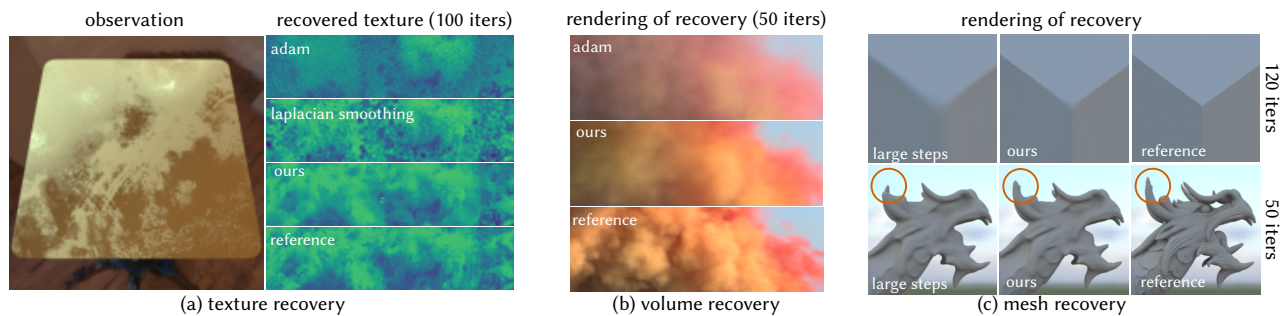 observation
recovered texture (100 iters)
adam
laplacian smoothing
ours
reference
(a) texture recovery
rendering of recovery (50 iters)
adam
ours
reference
(b) volume recovery
rendering of recovery
large steps
ours
reference
120 iters
large steps
ours
reference
50 iters
(c) mesh recovery